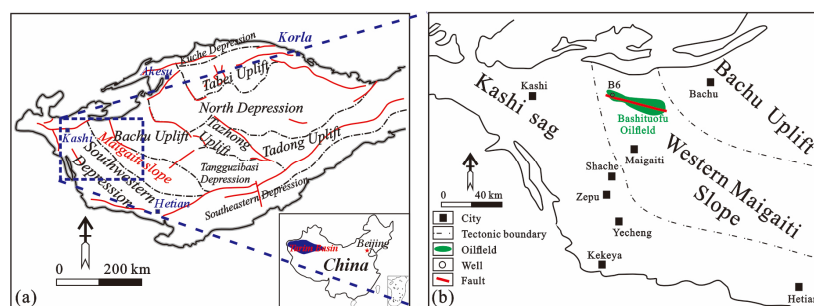 Korla
Kuche Depression
Akesu
Tabei Uplift
North Depression
Kashi
Bachu Uplift
Tazhong
Uplift
Tadong Uplift
Maigaiti slope
Southwestern
Depression
Tangguzibasi
Depression
Southeastern Depression
Hetian
0 200 km
(a)
Beijing
China
Kashi sag
Kashi
B6
Bashituofu
Oilfield
Bachu
Bachu Uplift
Maigaiti
Western Maigaiti
Slope
Shache
Zepu
Yecheng
Kekeya
Hetian
0 40 km
City
Tectonic boundary
Oilfield
Well
Fault
(b)